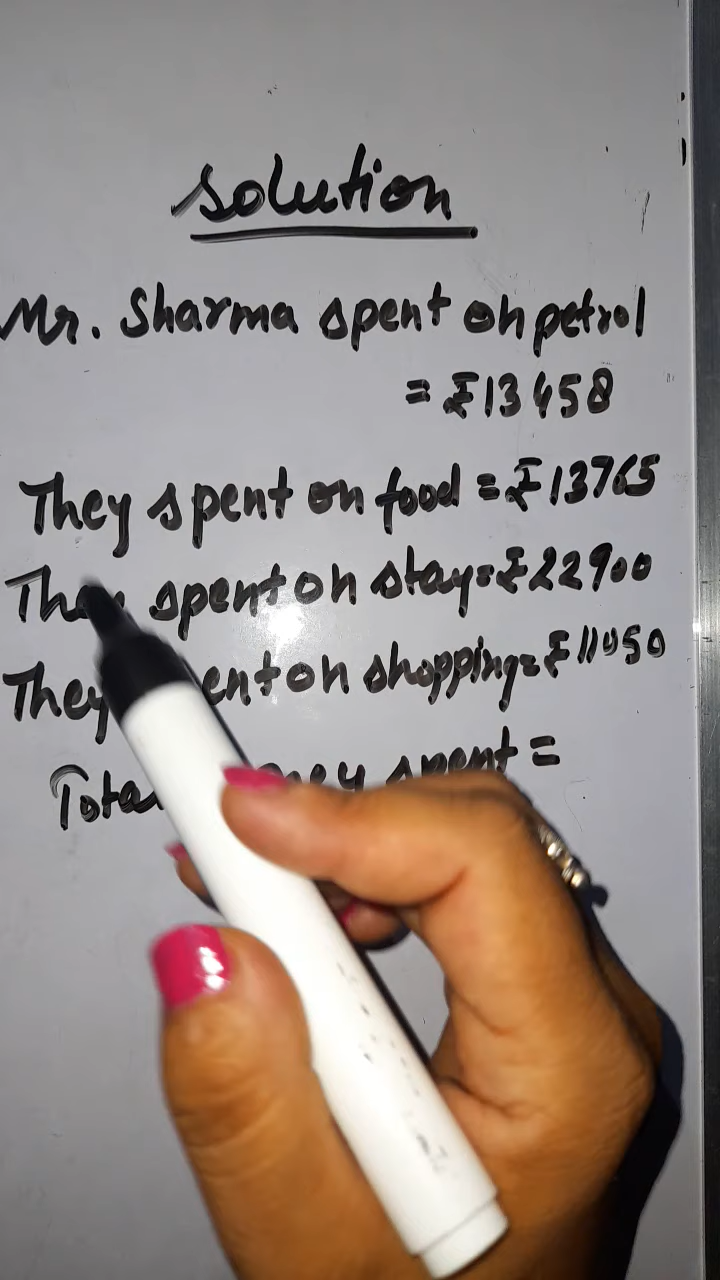 Solution
Mr. Sharma spent on petrol
= ₹13458
They spent on food = ₹13765
They spent on stay = ₹22900
They on shopping = ₹11050
spent =